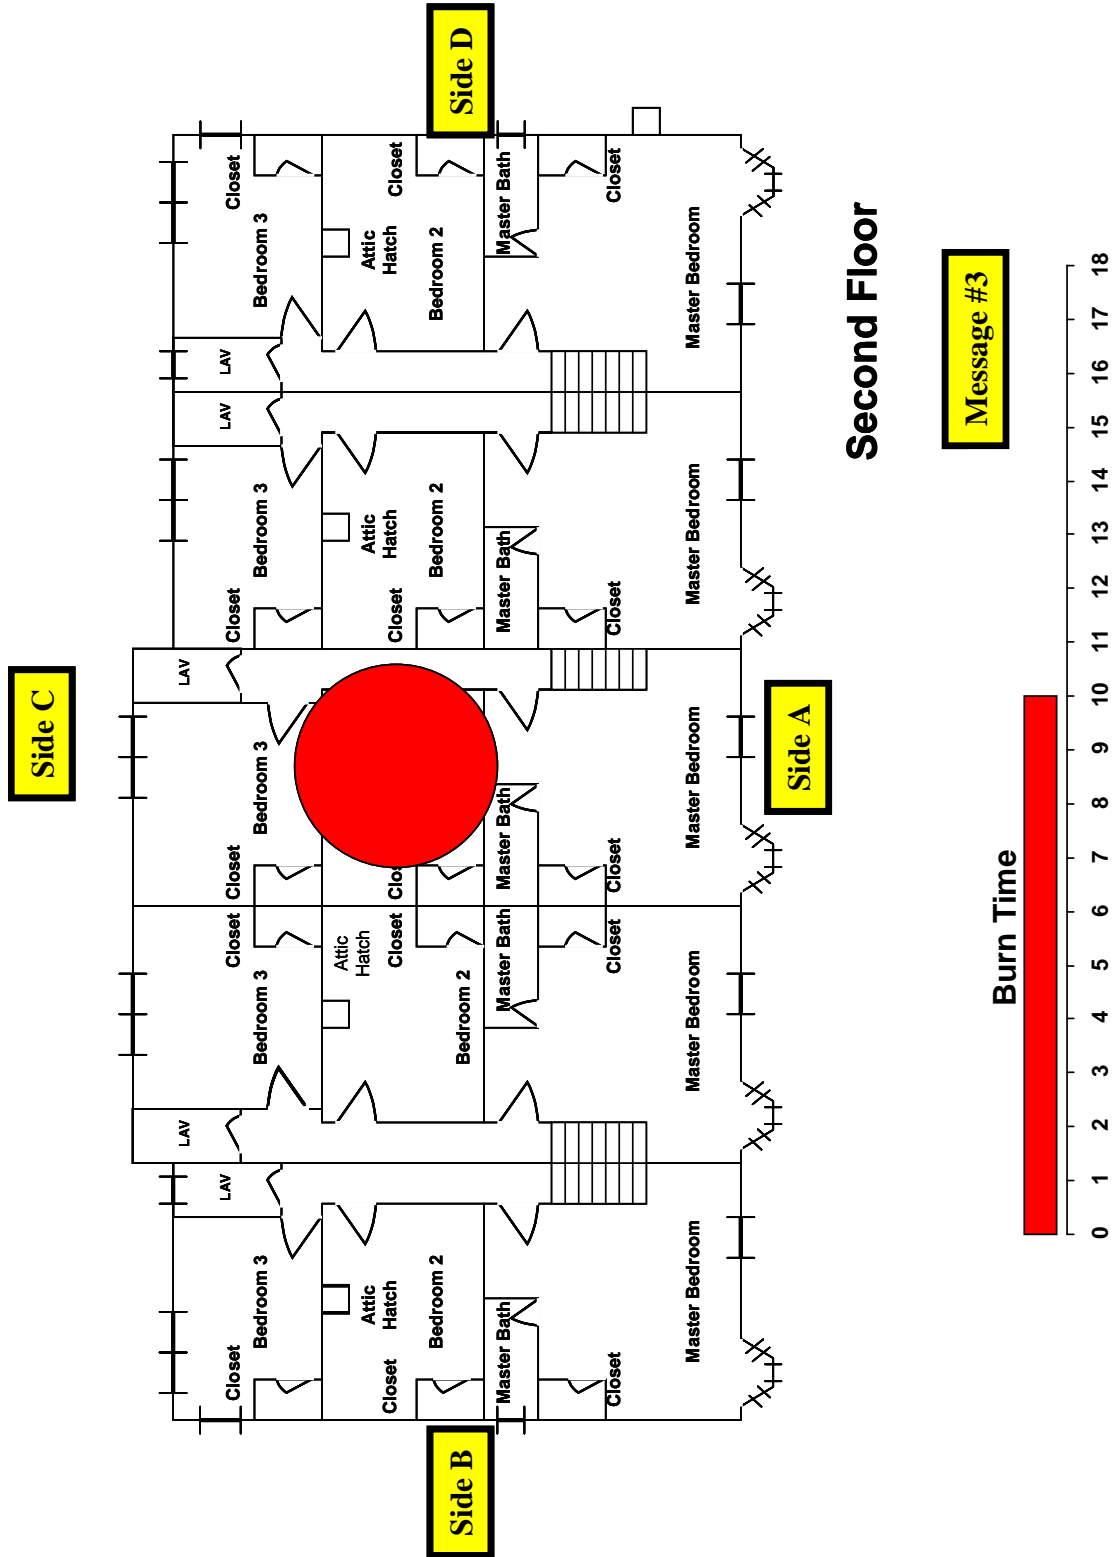 Side C
LAV
LAV
LAV
LAV
LAV
Closet
Closet
Closet
Closet
Closet
Bedroom 3
Bedroom 3
Bedroom 3
Bedroom 3
Bedroom 3
Attic
Hatch
Attic
Hatch
Attic
Hatch
Attic
Hatch
Closet
Closet
Clos
Closet
Closet
Bedroom 2
Bedroom 2
Bedroom 2
Bedroom 2
Side B
Side D
Master Bath
Master Bath
Master Bath
Master Bath
Master Bath
Closet
Closet
Closet
Closet
Closet
Master Bedroom
Master Bedroom
Master Bedroom
Master Bedroom
Master Bedroom
Side A
Second Floor
Message #3
Burn Time
0 1 2 3 4 5 6 7 8 9 10 11 12 13 14 15 16 17 18